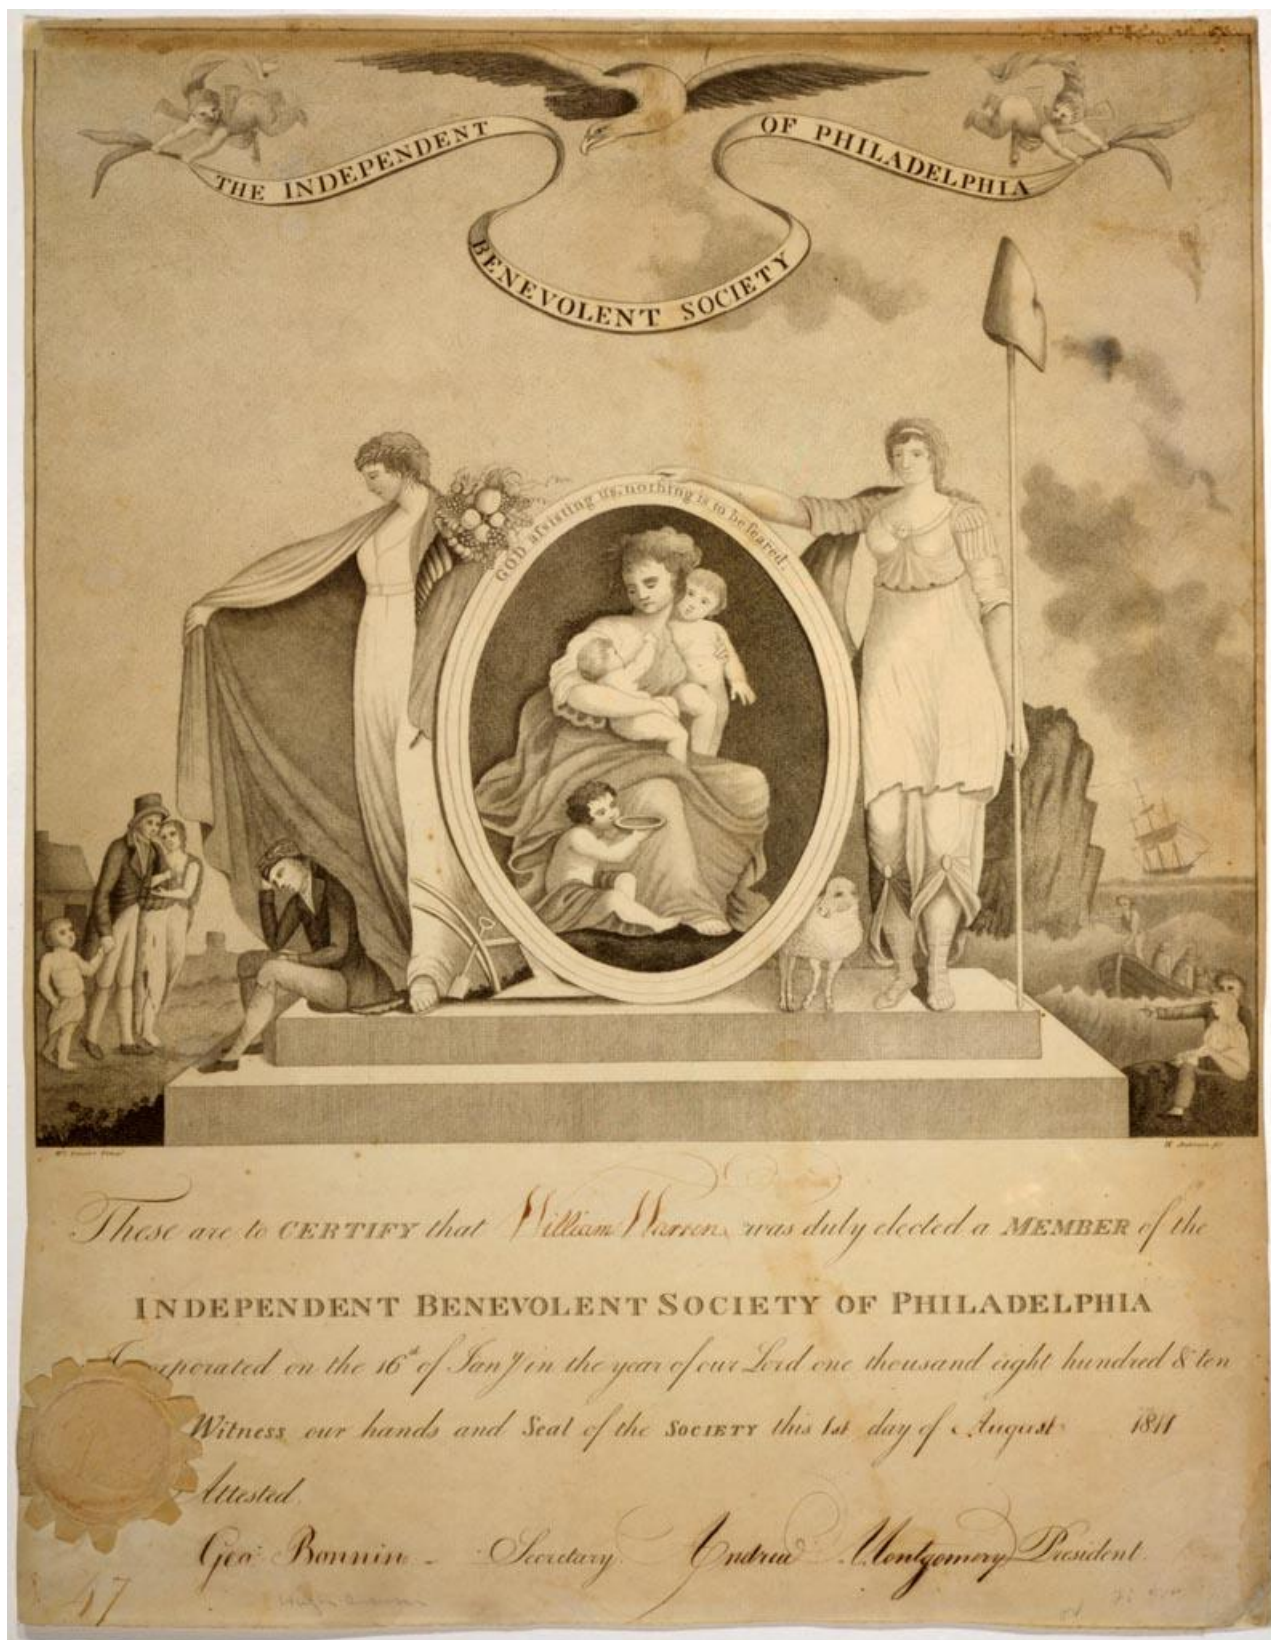 THE INDEPENDENT
BENEVOLENT SOCIETY
OF PHILADELPHIA
GOD assisting us, nothing is to be feared.
These are to CERTIFY that William Warren was duly elected a MEMBER of the
INDEPENDENT BENEVOLENT SOCIETY OF PHILADELPHIA
Incorporated on the 16th of Jany in the year of our Lord one thousand eight hundred & ten
Witness our hands and Seal of the SOCIETY this 1st day of August 1811
Attested.
Geo: Bonnin - Secretary Andrew Montgomery President
47